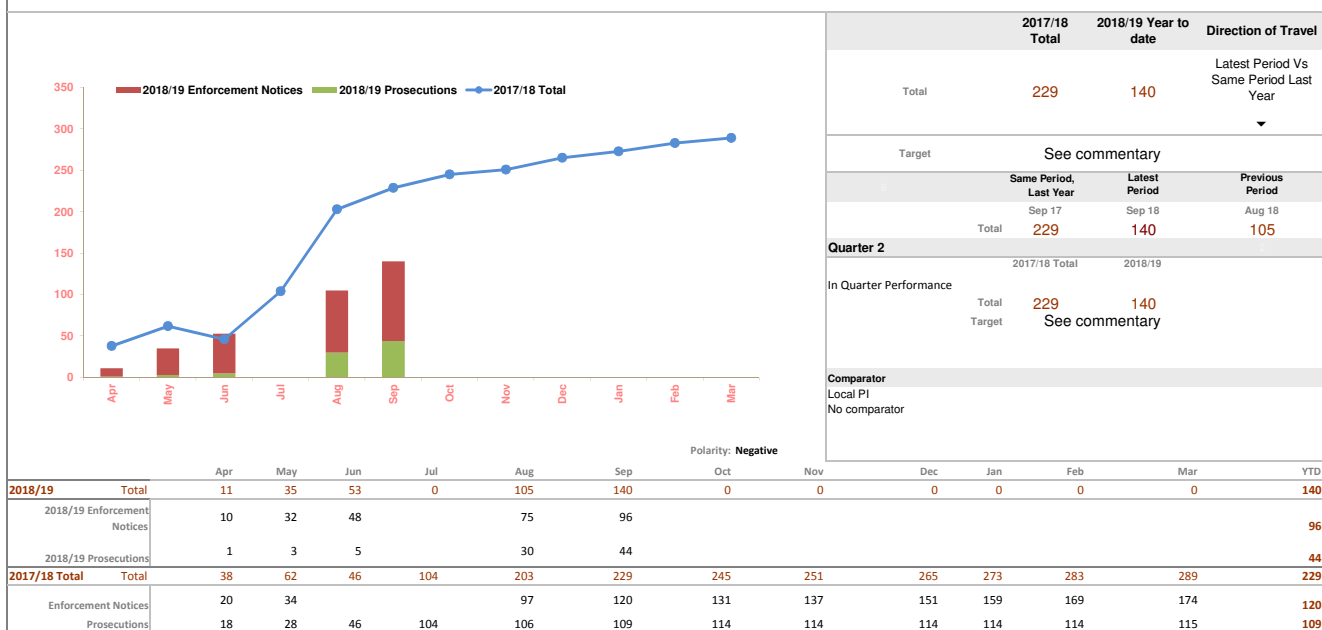 2018/19 Enforcement Notices 2018/19 Prosecutions 2017/18 Total
350
300
250
200
150
100
50
0
Apr May Jun Jul Aug Sep Oct Nov Dec Jan Feb Mar
Polarity: Negative
2017/18 Total 2018/19 Year to date Direction of Travel
Total 229 140 Latest Period Vs Same Period Last Year
Target See commentary
Same Period, Last Year Latest Period Previous Period
Sep 17 Sep 18 Aug 18
Total 229 140 105
Quarter 2
2017/18 Total 2018/19
In Quarter Performance
Total 229 140
Target See commentary
Comparator
Local PI
No comparator
Apr May Jun Jul Aug Sep Oct Nov Dec Jan Feb Mar YTD
2018/19 Total 11 35 53 0 105 140 0 0 0 0 0 0 140
2018/19 Enforcement Notices 10 32 48 75 96 96
2018/19 Prosecutions 1 3 5 30 44 44
2017/18 Total Total 38 62 46 104 203 229 245 251 265 273 283 289 229
Enforcement Notices 20 34 97 120 131 137 151 159 169 174 120
Prosecutions 18 28 46 104 106 109 114 114 114 114 114 115 109